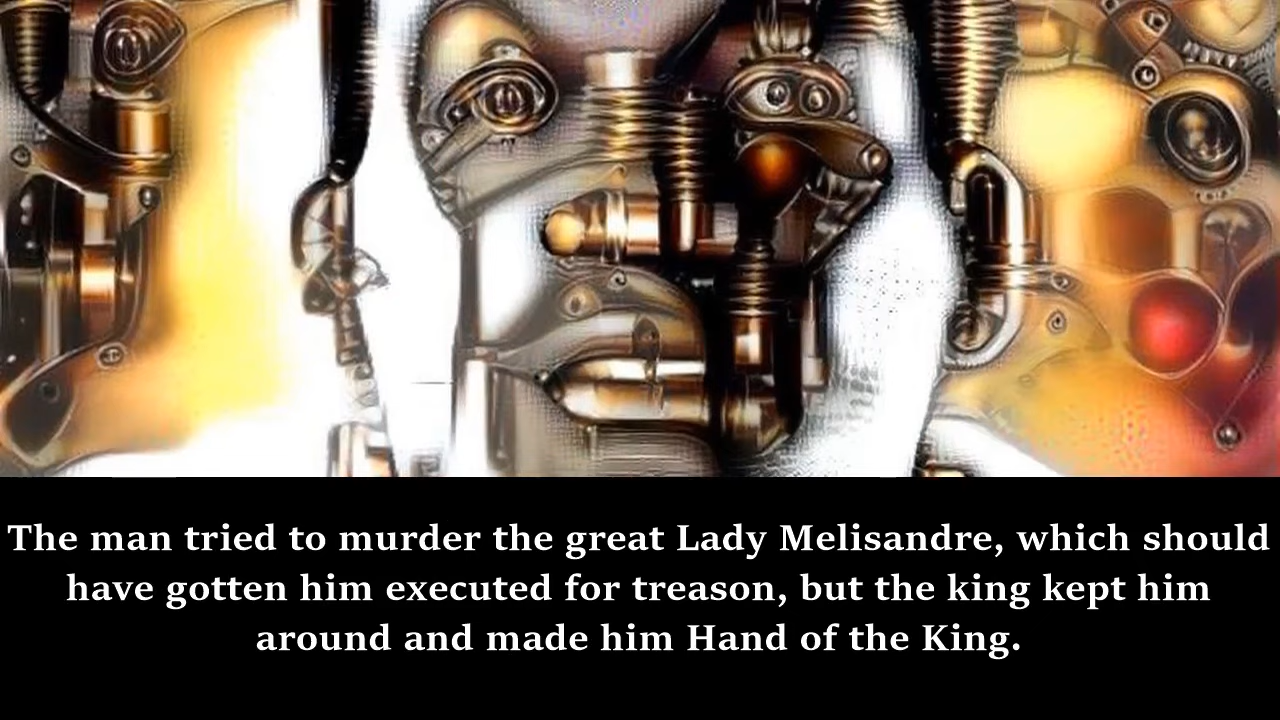 The man tried to murder the great Lady Melisandre, which should
have gotten him executed for treason, but the king kept him
around and made him Hand of the King.